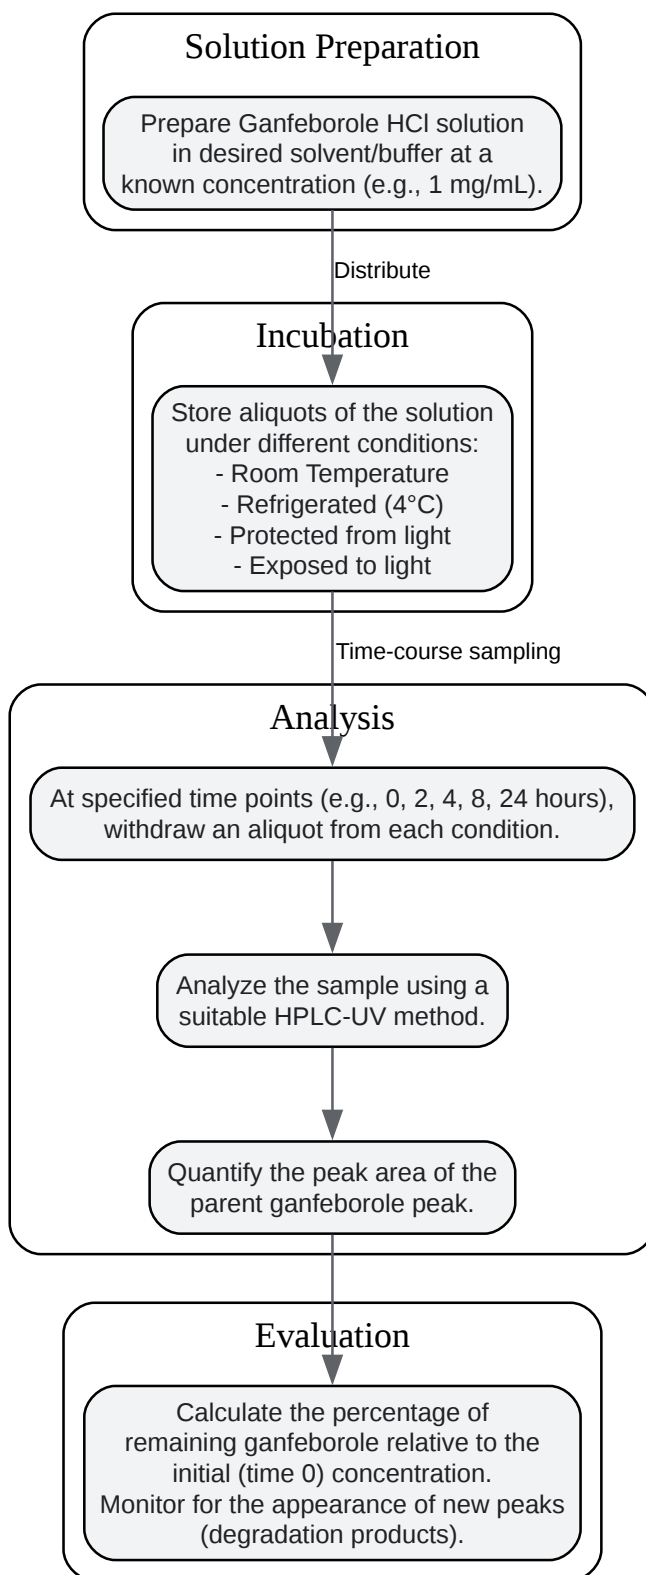 Solution Preparation
Prepare Ganfeborole HCl solution
in desired solvent/buffer at a
known concentration (e.g., 1 mg/mL).
Distribute
Incubation
Store aliquots of the solution
under different conditions:
- Room Temperature
- Refrigerated (4°C)
- Protected from light
- Exposed to light
Time-course sampling
Analysis
At specified time points (e.g., 0, 2, 4, 8, 24 hours),
withdraw an aliquot from each condition.
Analyze the sample using a
suitable HPLC-UV method.
Quantify the peak area of the
parent ganfeborole peak.
Evaluation
Calculate the percentage of
remaining ganfeborole relative to the
initial (time 0) concentration.
Monitor for the appearance of new peaks
(degradation products).